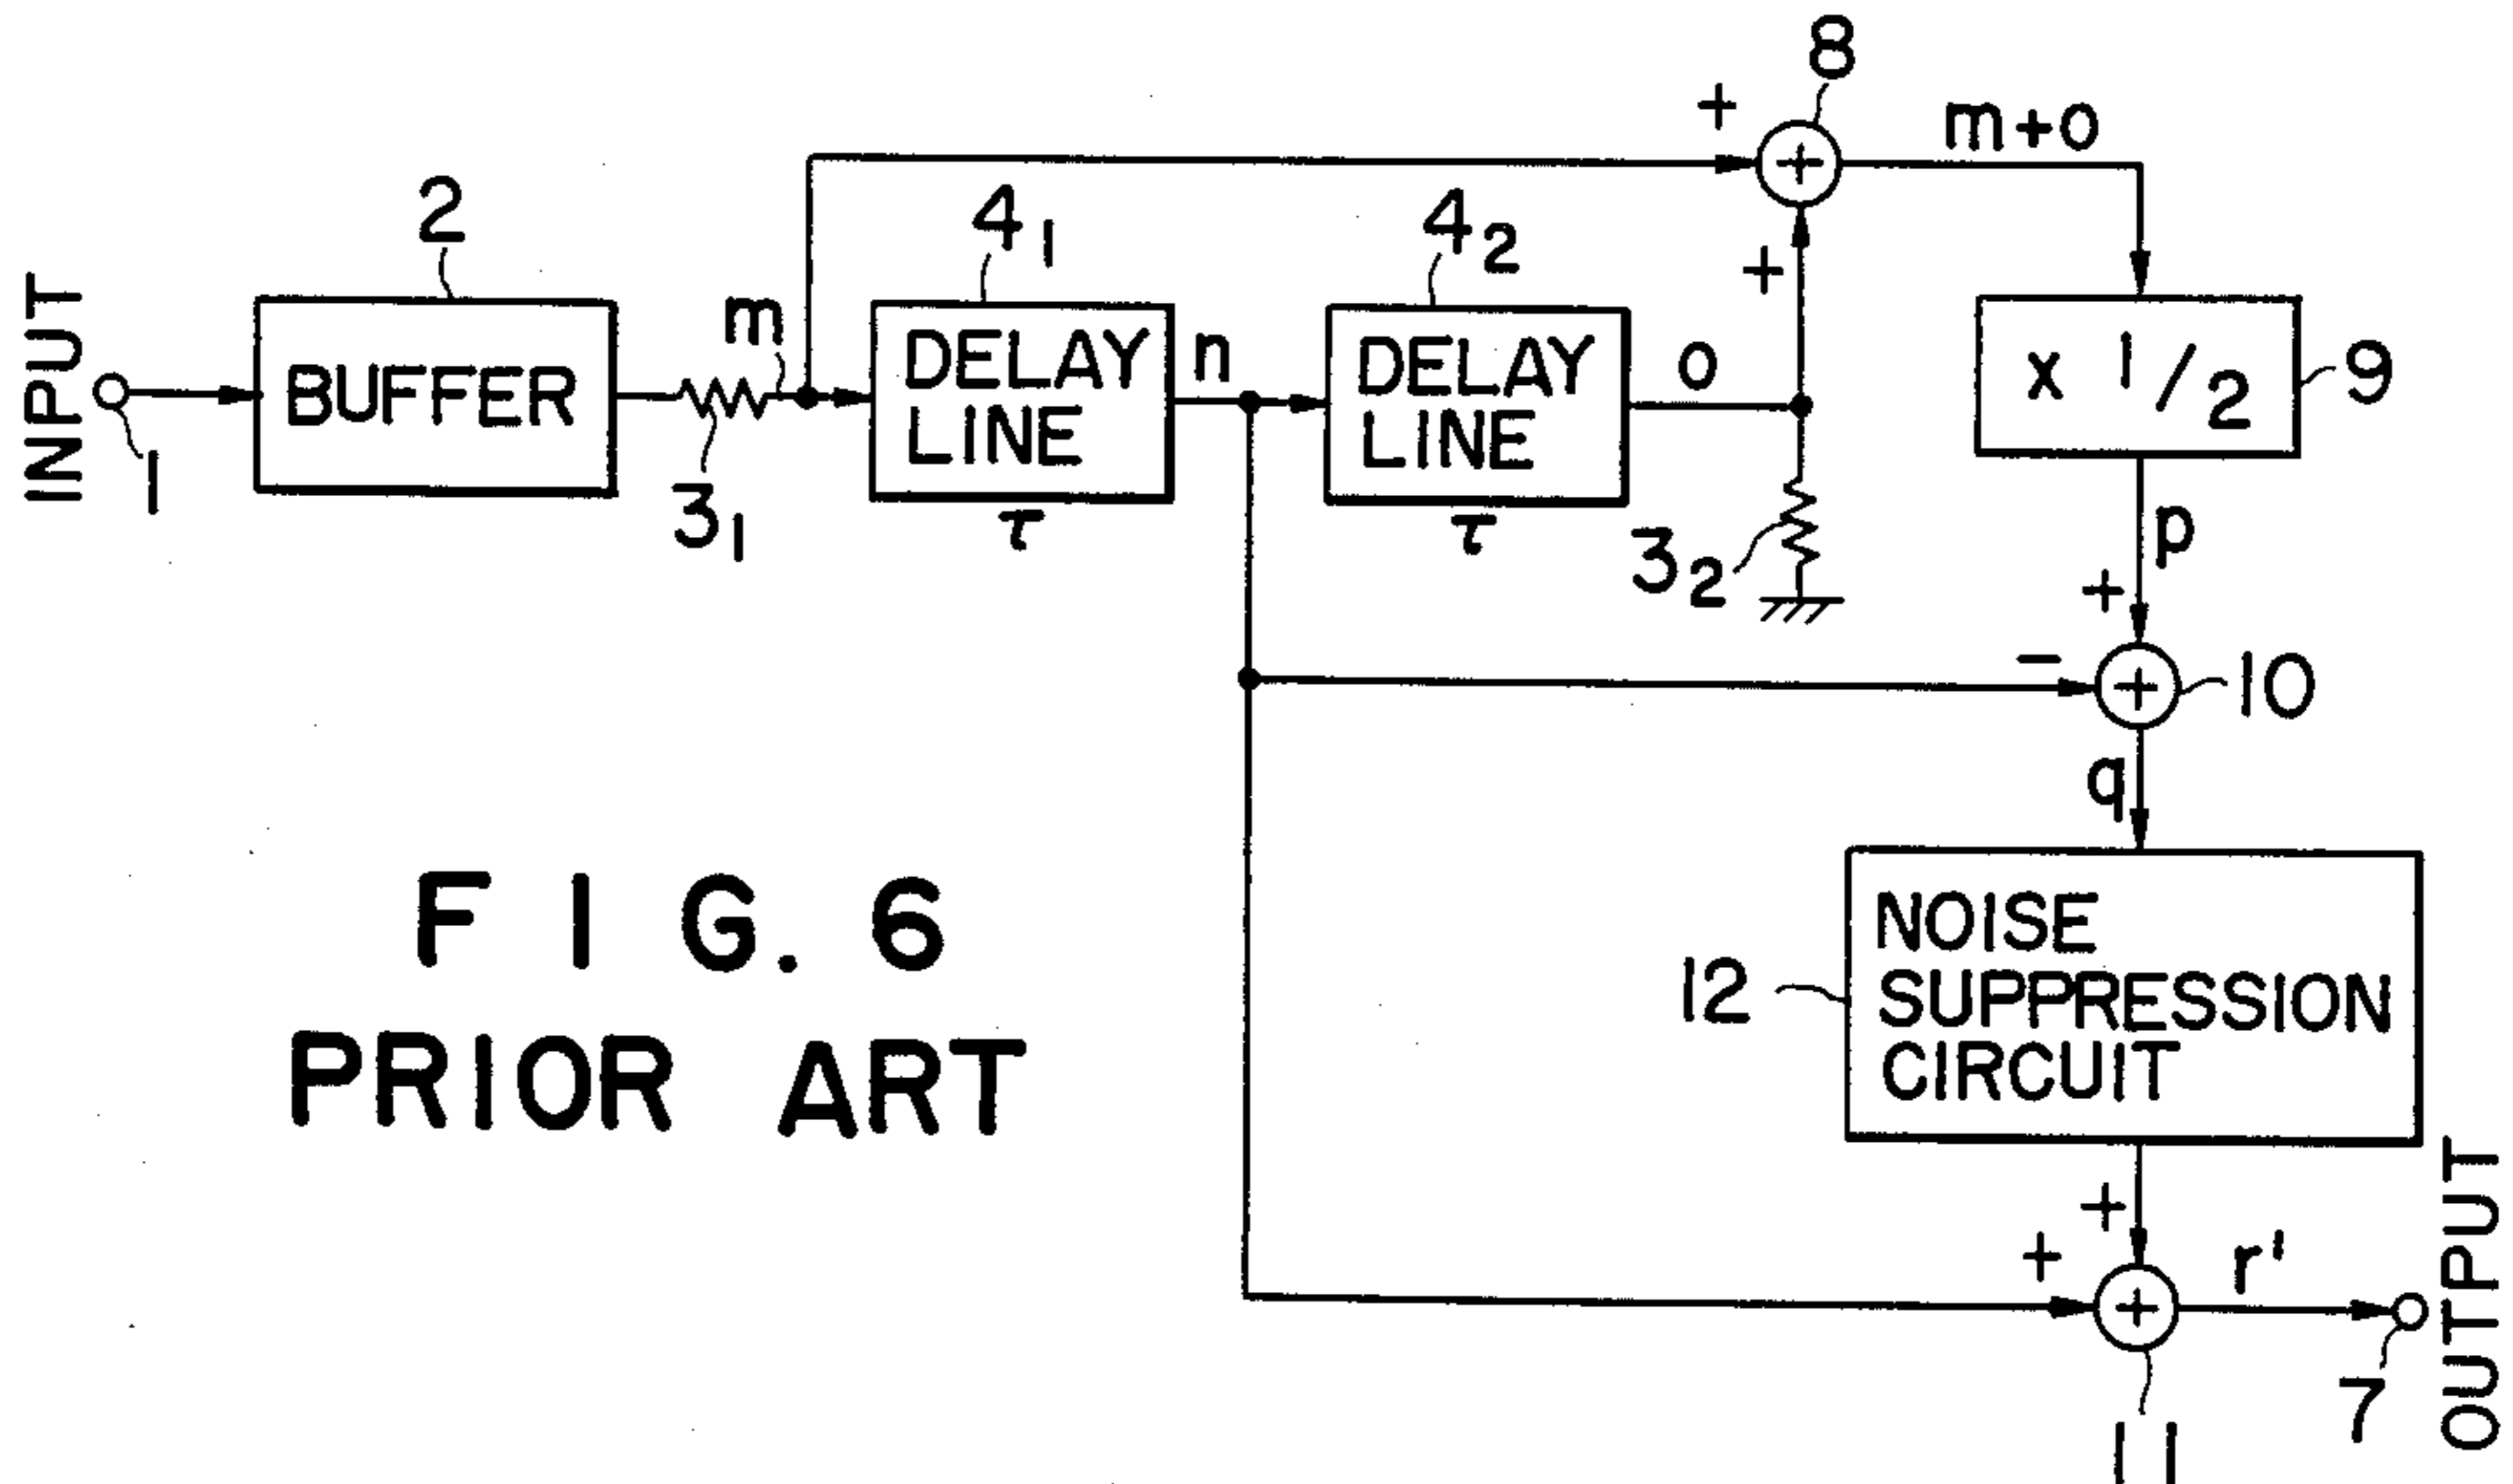 8
+
m+o
2
4₁
4₂
+
INPUT
m
BUFFER
DELAY
LINE
n
DELAY
LINE
o
x 1/2
9
1
3₁
τ
τ
3₂
p
+
−
10
q
FIG. 6
PRIOR ART
NOISE
SUPPRESSION
CIRCUIT
12
+
+
r'
OUTPUT
7
11